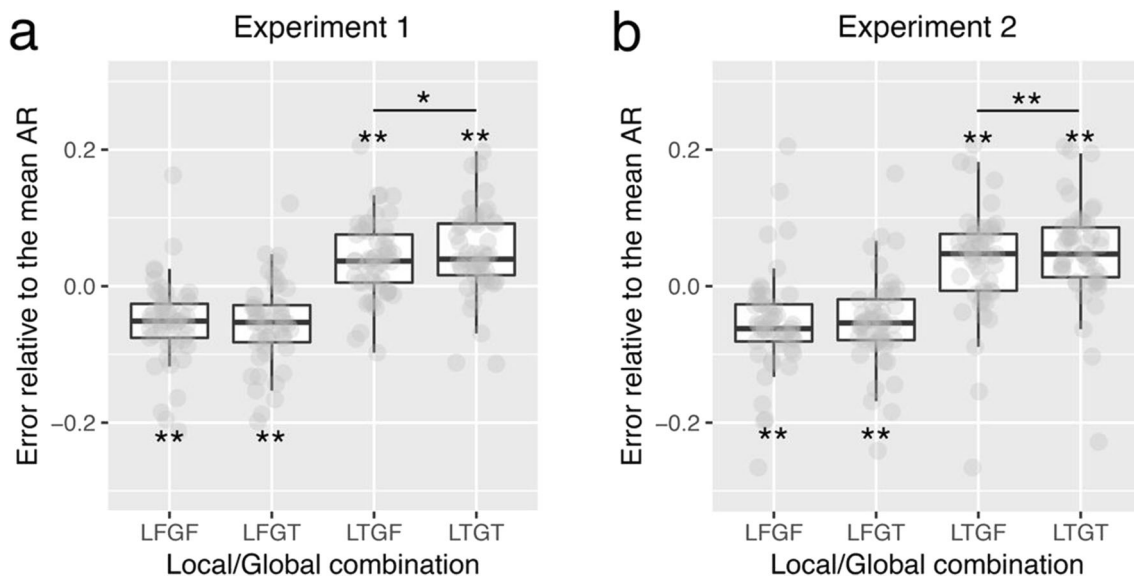 a
Experiment 1
Error relative to the mean AR
0.2
0.0
−0.2
*
** **
** **
LFGF LFGT LTGF LTGT
Local/Global combination
b
Experiment 2
Error relative to the mean AR
0.2
0.0
−0.2
**
** **
** **
LFGF LFGT LTGF LTGT
Local/Global combination